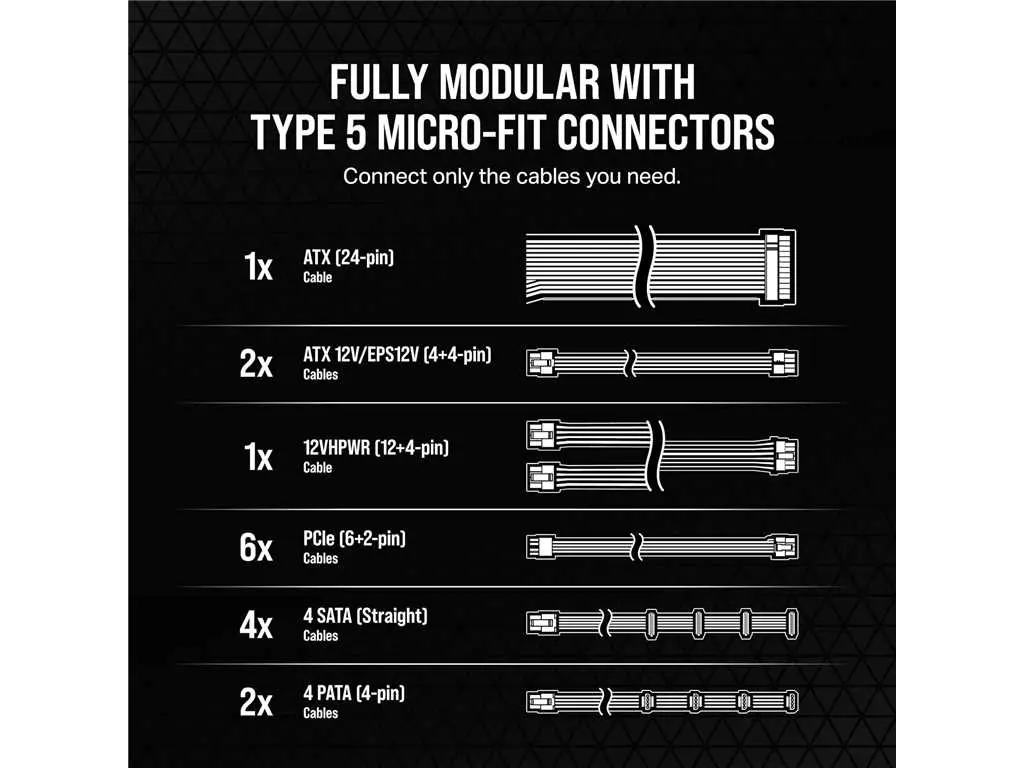 FULLY MODULAR WITH
TYPE 5 MICRO-FIT CONNECTORS
Connect only the cables you need.
1x
ATX (24-pin)
Cable
2x
ATX 12V/EPS12V (4+4-pin)
Cables
1x
12VHPWR (12+4-pin)
Cable
6x
PCIe (6+2-pin)
Cables
4x
4 SATA (Straight)
Cables
2x
4 PATA (4-pin)
Cables